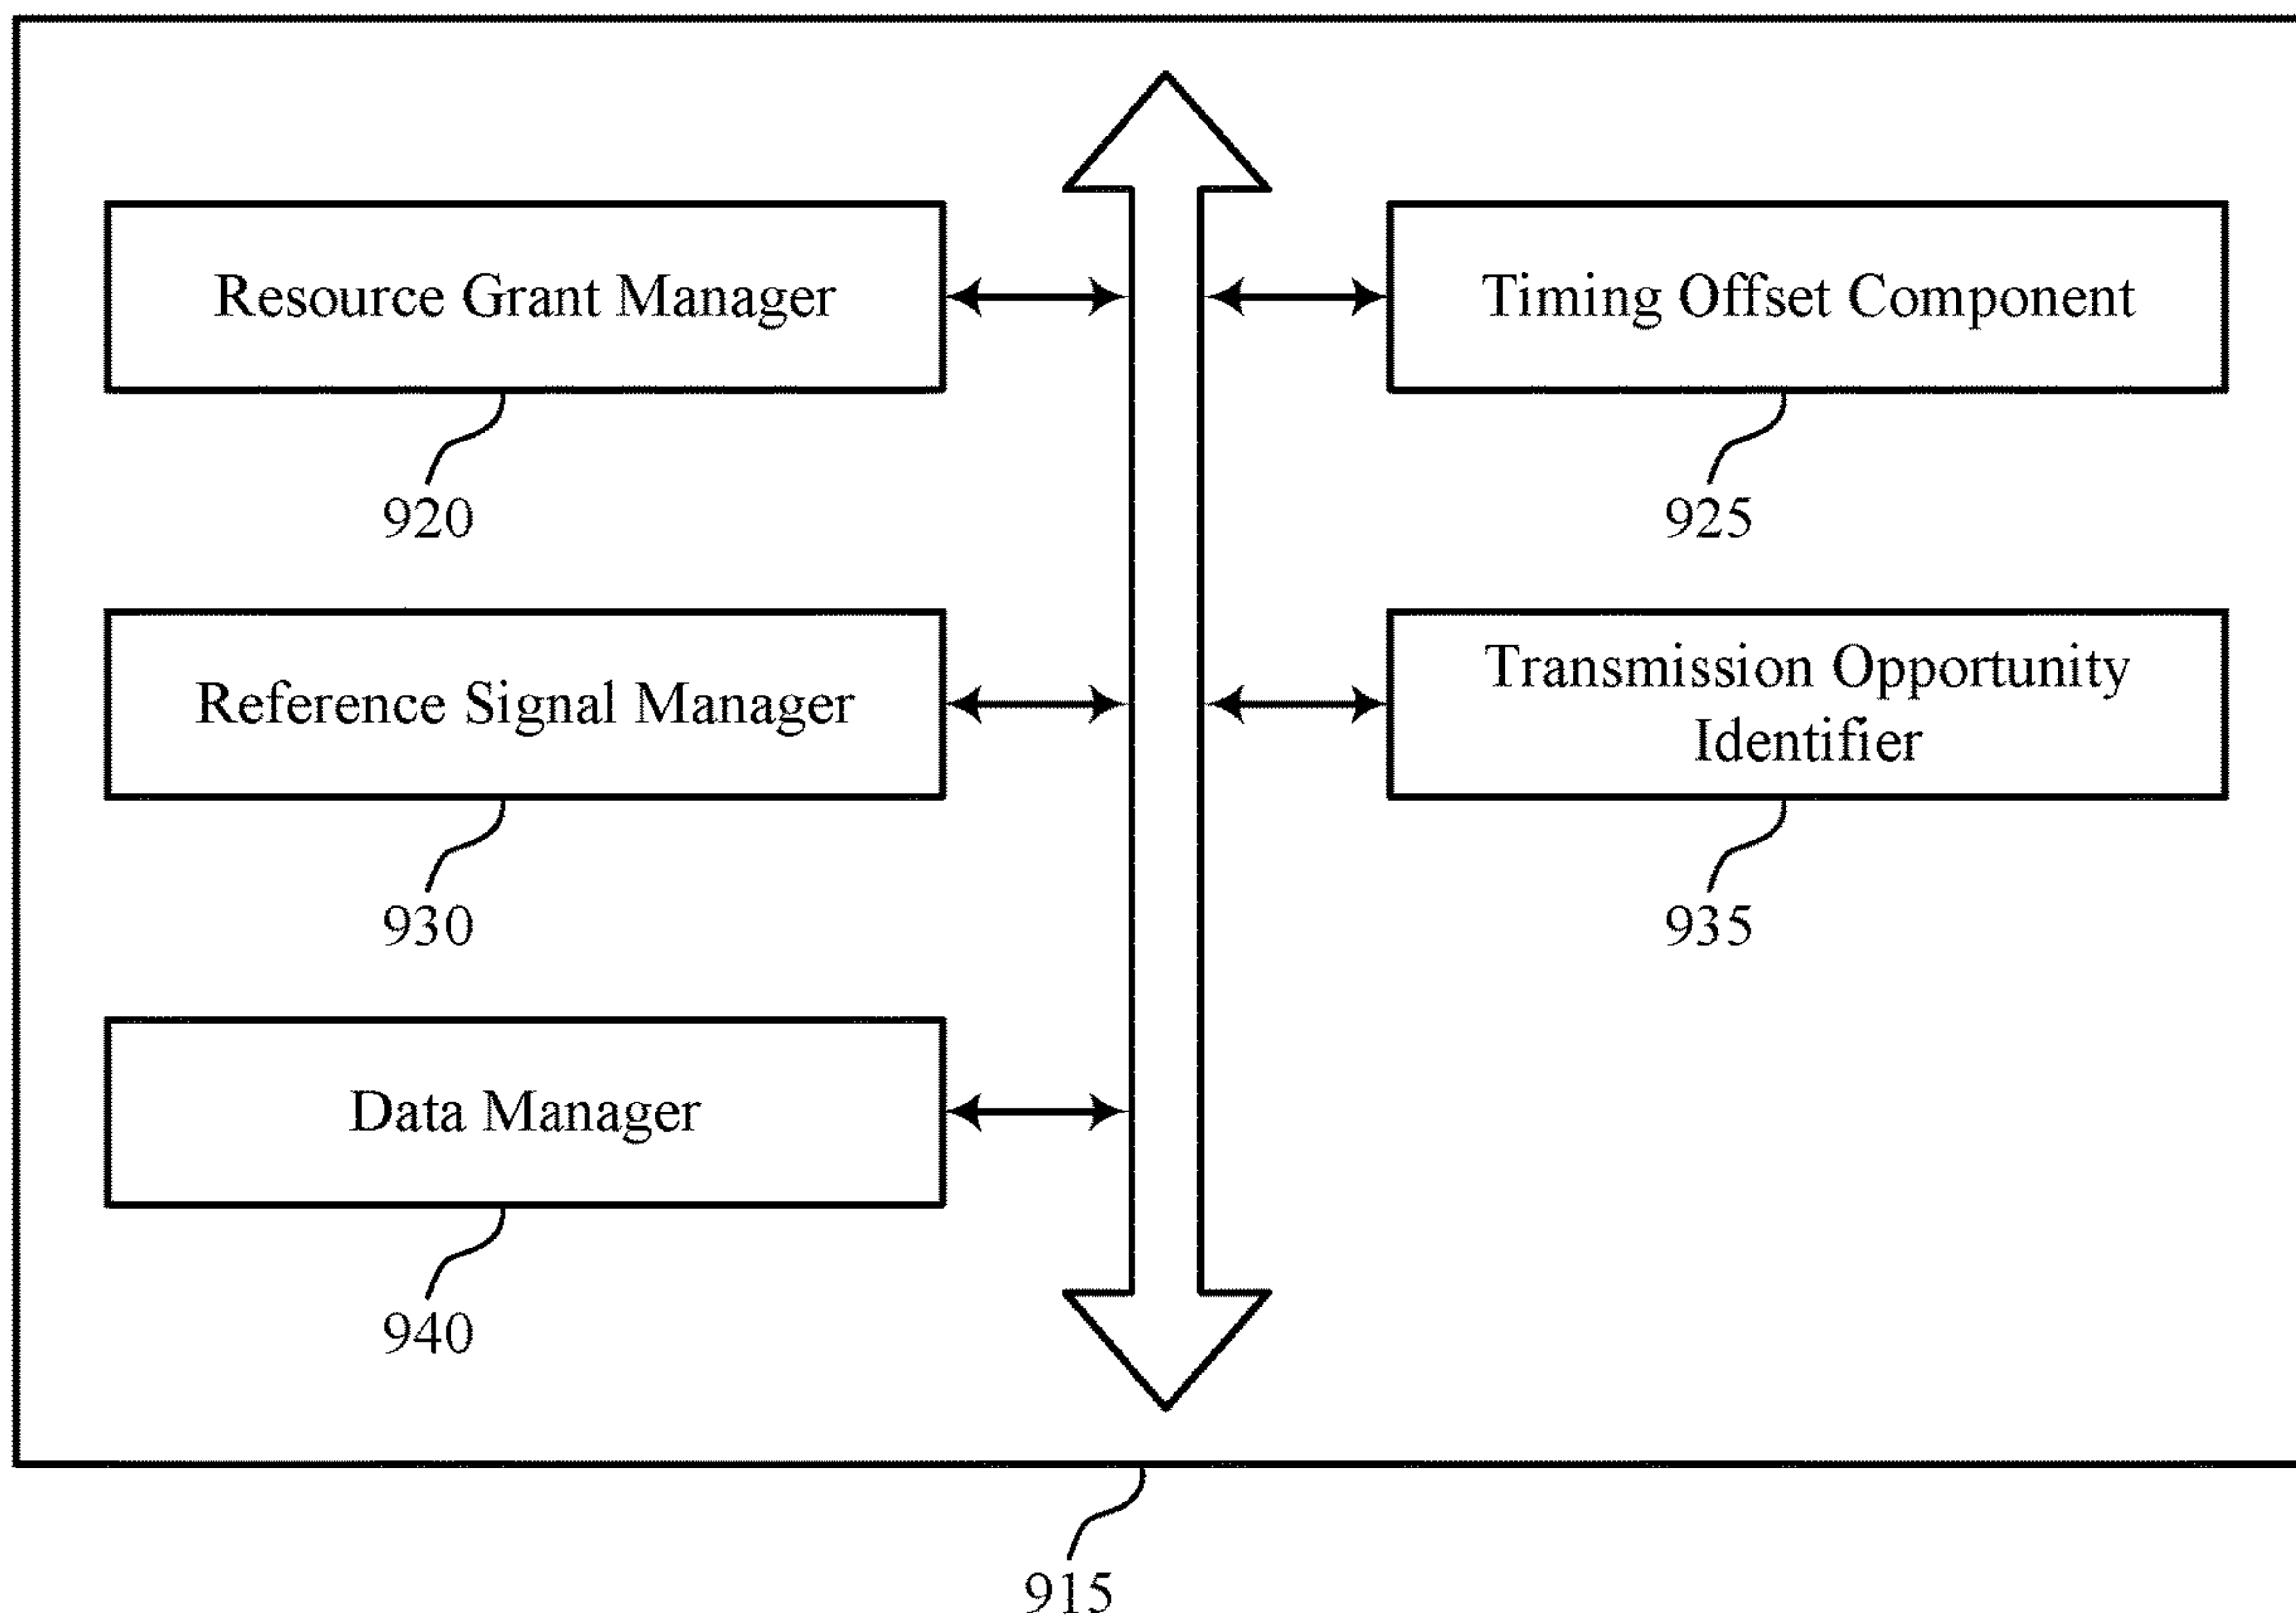 Resource Grant Manager
920
Timing Offset Component
925
Reference Signal Manager
930
Transmission Opportunity
Identifier
935
Data Manager
940
915